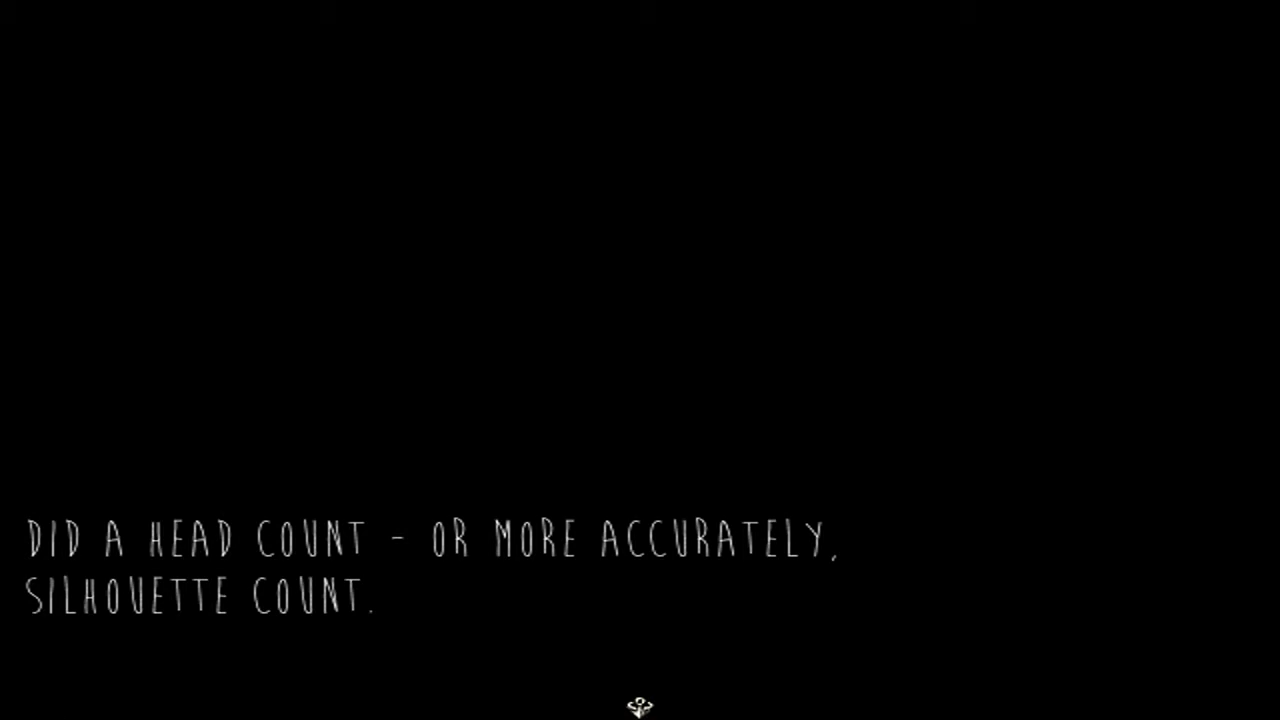 DID A HEAD COUNT - OR MORE ACCURATELY,
SILHOUETTE COUNT.